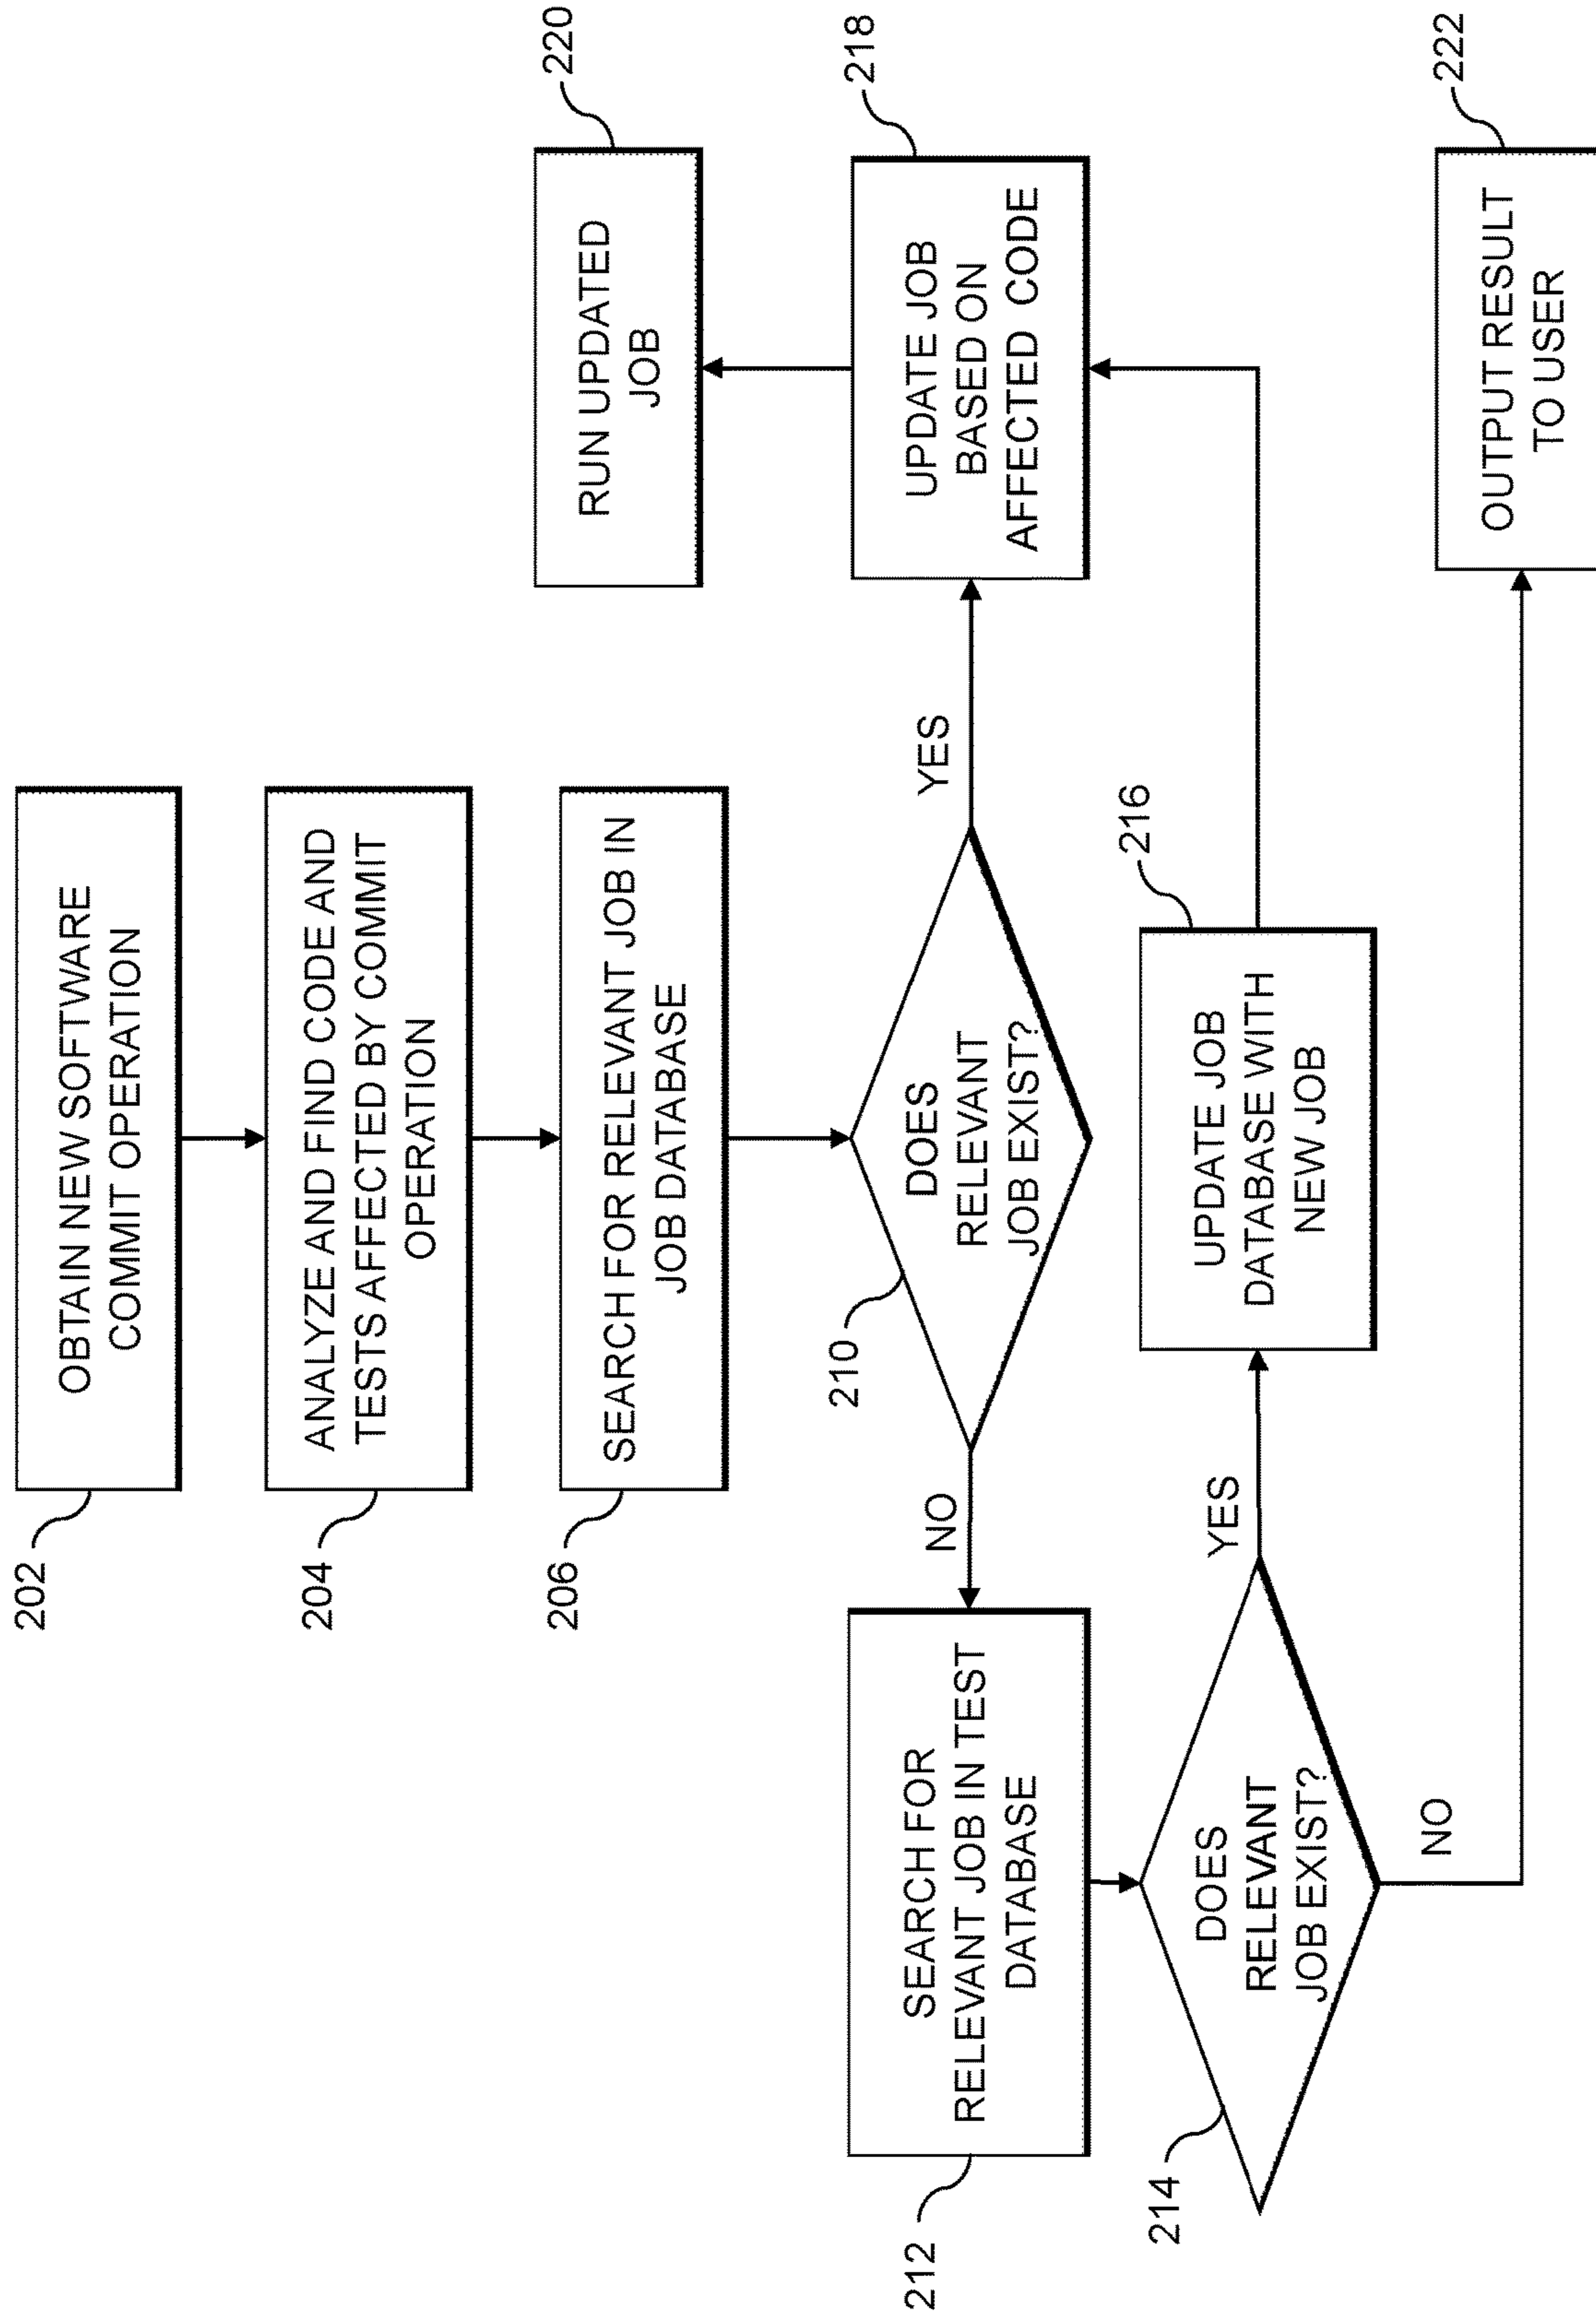 202
OBTAIN NEW SOFTWARE
COMMIT OPERATION
204
ANALYZE AND FIND CODE AND
TESTS AFFECTED BY COMMIT
OPERATION
206
SEARCH FOR RELEVANT JOB IN
JOB DATABASE
210
DOES
RELEVANT
JOB EXIST?
NO
YES
212
SEARCH FOR
RELEVANT JOB IN TEST
DATABASE
214
DOES
RELEVANT
JOB EXIST?
YES
NO
216
UPDATE JOB
DATABASE WITH
NEW JOB
218
UPDATE JOB
BASED ON
AFFECTED CODE
220
RUN UPDATED
JOB
222
OUTPUT RESULT
TO USER